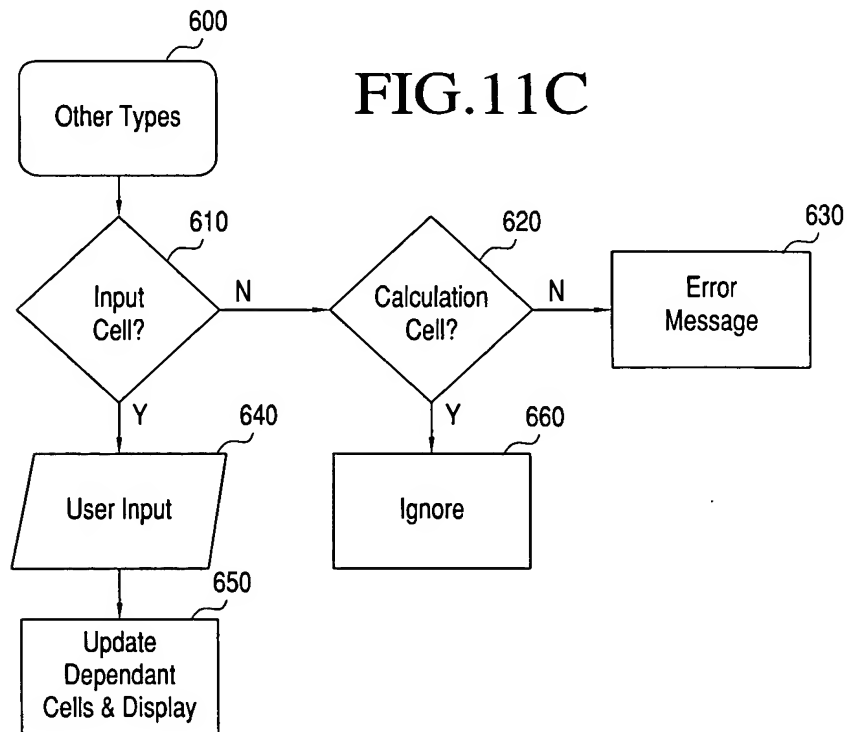 600
FIG.11C
Other Types
610
620
630
Input
Cell?
N
Calculation
Cell?
N
Error
Message
Y
640
Y
660
User Input
Ignore
650
Update
Dependant
Cells & Display